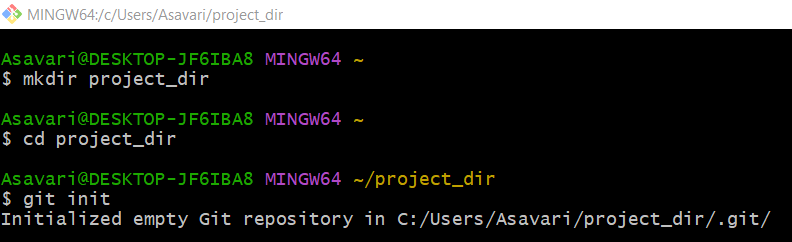 MINGW64:/c/Users/Asavari/project_dir
Asavari@DESKTOP-JF6IBA8 MINGW64 ~
$ mkdir project_dir
Asavari@DESKTOP-JF6IBA8 MINGW64 ~
$ cd project_dir
Asavari@DESKTOP-JF6IBA8 MINGW64 ~/project_dir
$ git init
Initialized empty Git repository in C:/Users/Asavari/project_dir/.git/